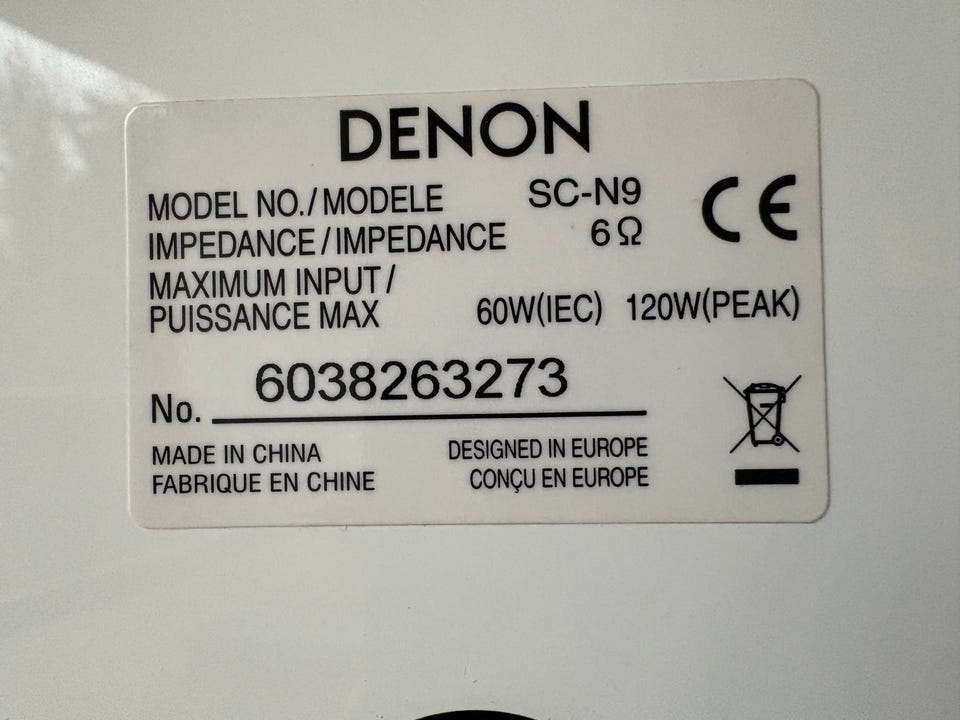 DENON
MODEL NO./MODELE SC-N9
IMPEDANCE/IMPEDANCE 6Ω
MAXIMUM INPUT/
PUISSANCE MAX 60W(IEC) 120W(PEAK)
CE
No. 6038263273
MADE IN CHINA DESIGNED IN EUROPE
FABRIQUE EN CHINE CONÇU EN EUROPE